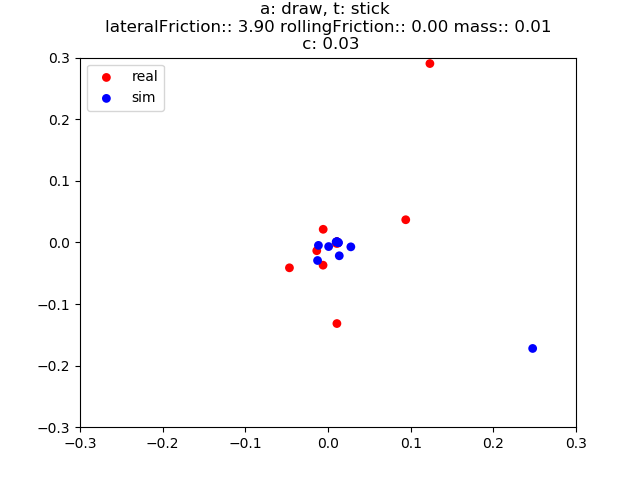 a: draw, t: stick
lateralFriction:: 3.90 rollingFriction:: 0.00 mass:: 0.01
c: 0.03
real
sim
0.3
0.2
0.1
0.0
−0.1
−0.2
−0.3
−0.3 −0.2 −0.1 0.0 0.1 0.2 0.3